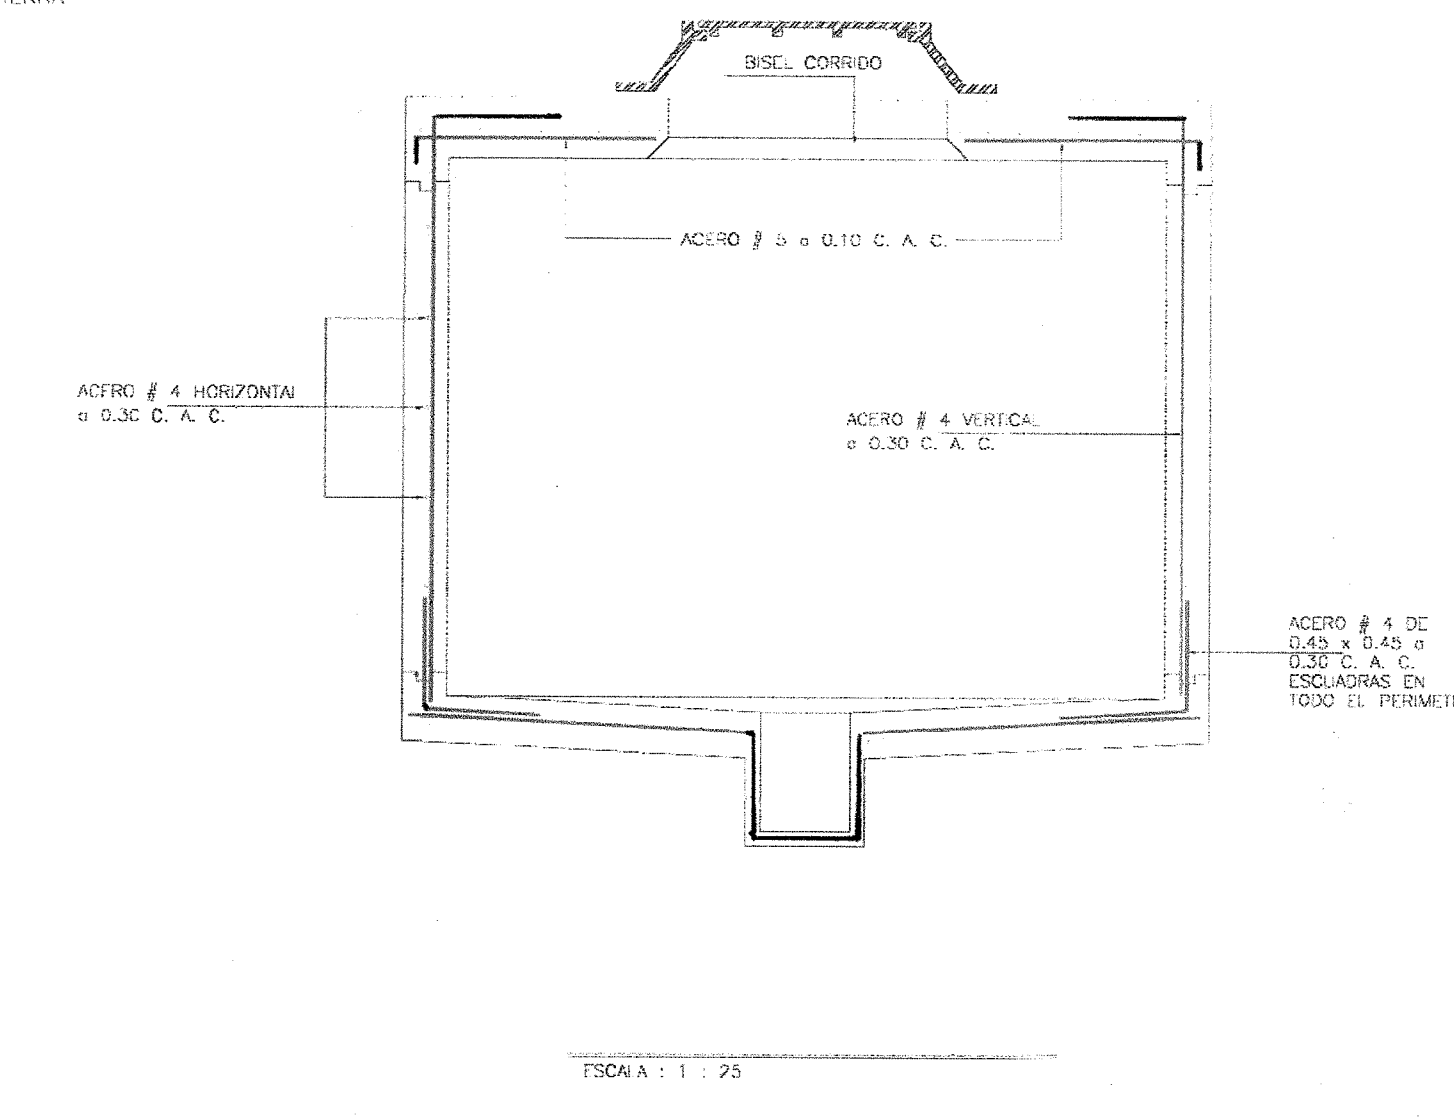 BISEL CORRIDO
ACERO # 5 a 0.10 C. A. C.
ACERO # 4 HORIZONTAL
a 0.30 C. A. C.
ACERO # 4 VERTICAL
a 0.30 C. A. C.
ACERO # 4 DE
0.45 x 0.45 a
0.30 C. A. C.
ESCUADRAS EN
TODO EL PERIMET
ESCALA : 1 : 25